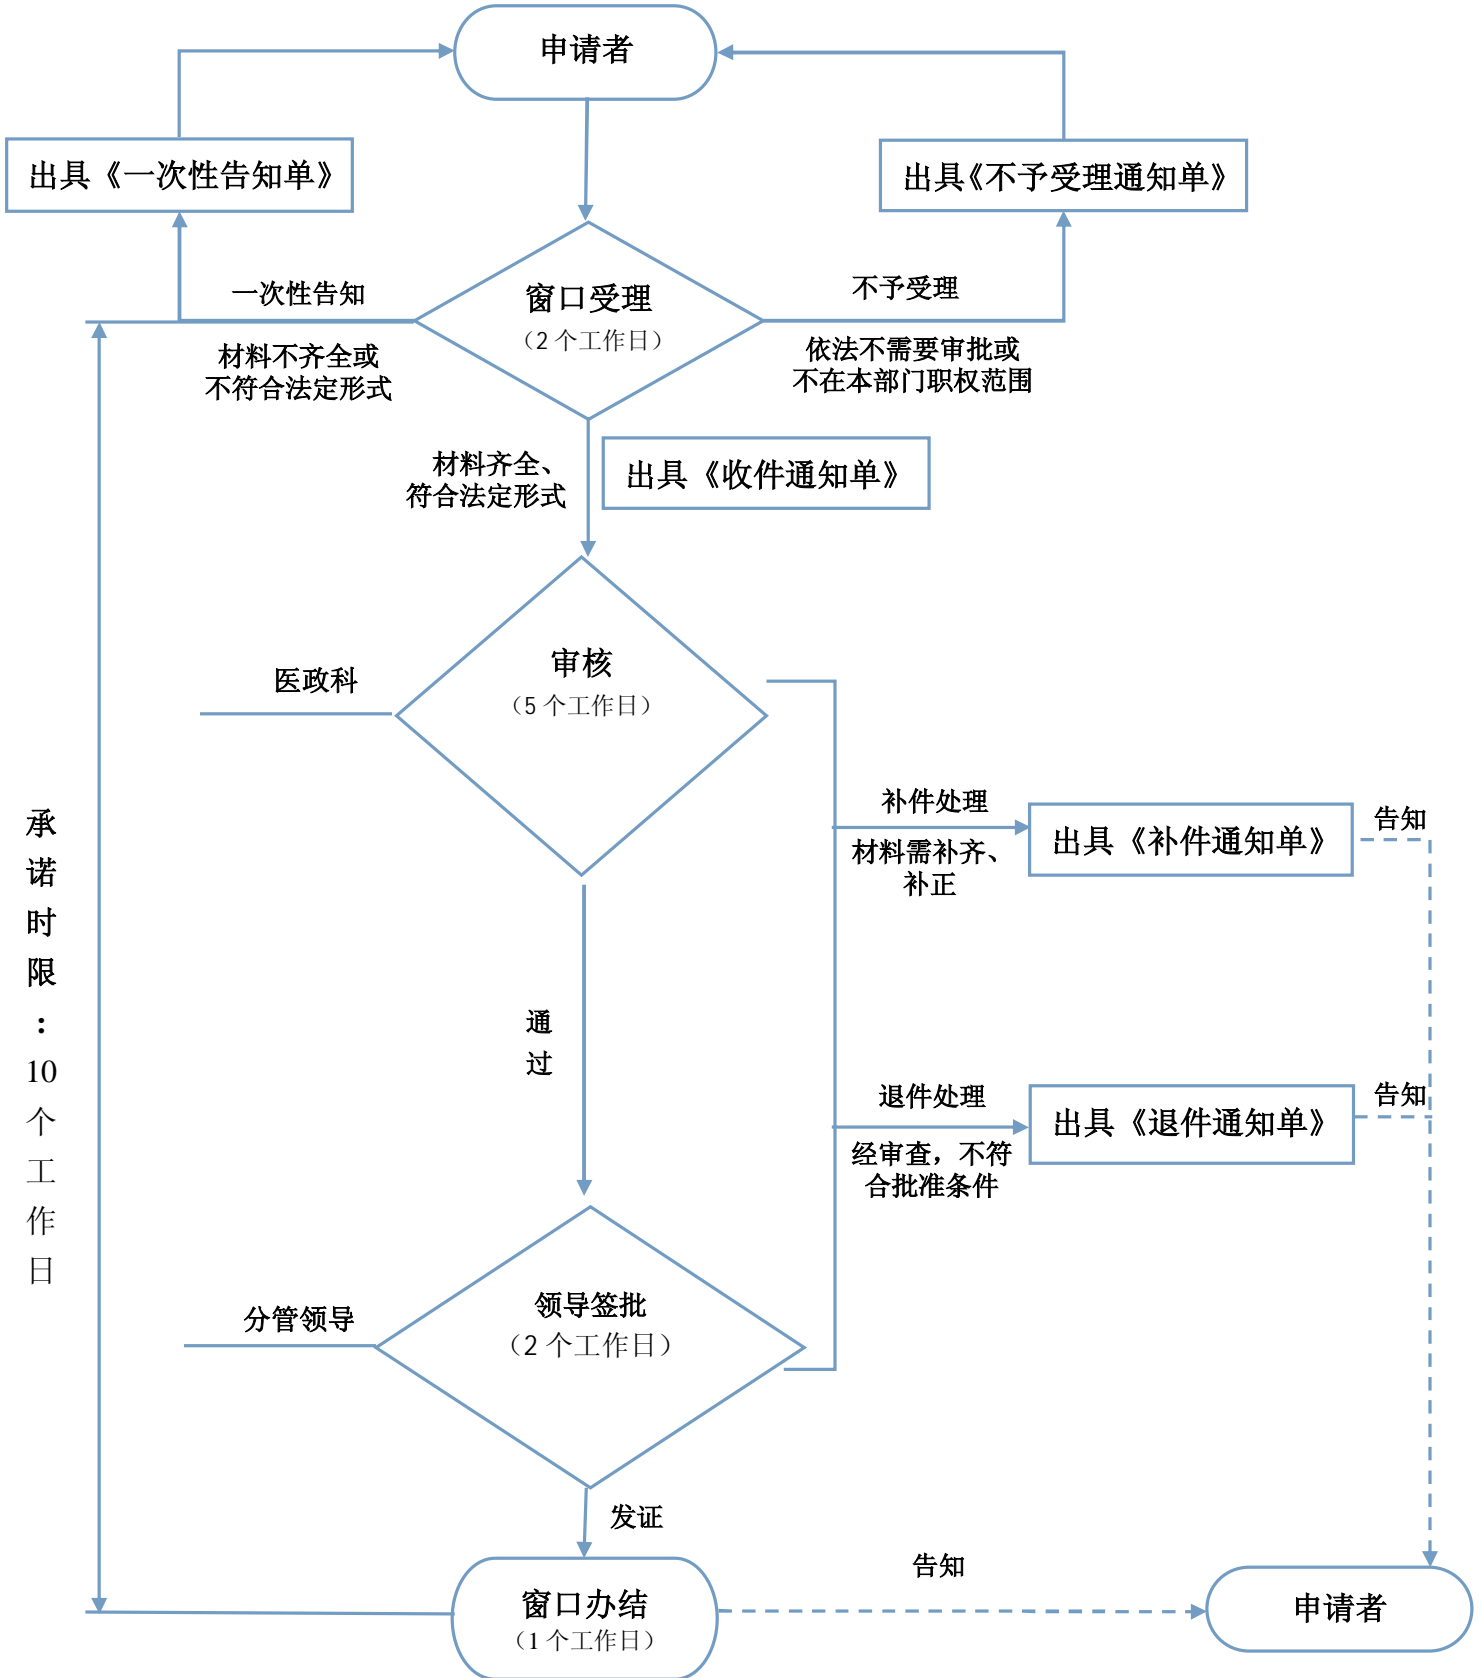 申请者
出具《一次性告知单》
出具《不予受理通知单》
一次性告知
窗口受理
（2 个工作日）
不予受理
材料不齐全或
不符合法定形式
依法不需要审批或
不在本部门职权范围
材料齐全、
符合法定形式
出具《收件通知单》
医政科
审核
（5 个工作日）
补件处理
材料需补齐、
补正
出具《补件通知单》
告知
承
诺
时
限
：
10
个
工
作
日
通
过
退件处理
经审查，不符
合批准条件
出具《退件通知单》
告知
分管领导
领导签批
（2 个工作日）
发证
窗口办结
（1 个工作日）
告知
申请者